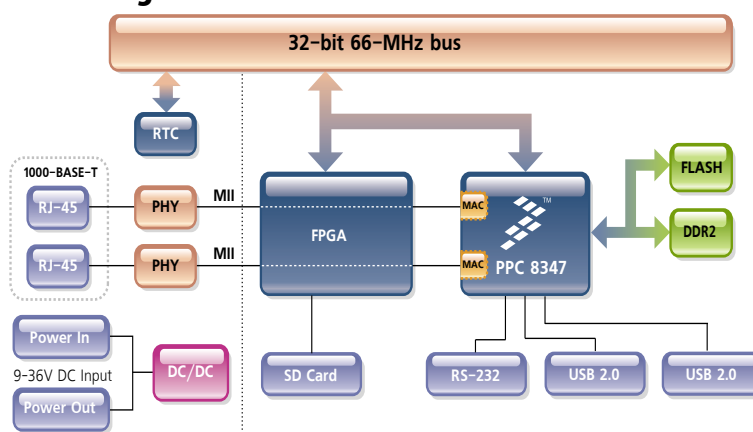 32-bit 66-MHz bus
RTC
1000-BASE-T
RJ-45
PHY
MII
RJ-45
PHY
MII
FPGA
MAC
MAC
TM
PPC 8347
FLASH
DDR2
Power In
9-36V DC Input
Power Out
DC/DC
SD Card
RS-232
USB 2.0
USB 2.0